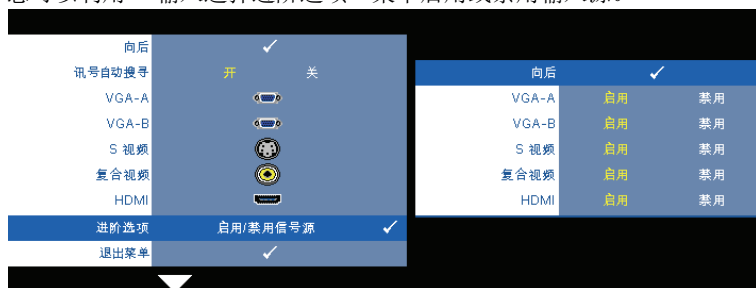 向后
讯号自动搜寻 开 关
VGA-A
VGA-B
S 视频
复合视频
HDMI
进阶选项 启用/禁用信号源
退出菜单
向后
VGA-A 启用 禁用
VGA-B 启用 禁用
S 视频 启用 禁用
复合视频 启用 禁用
HDMI 启用 禁用